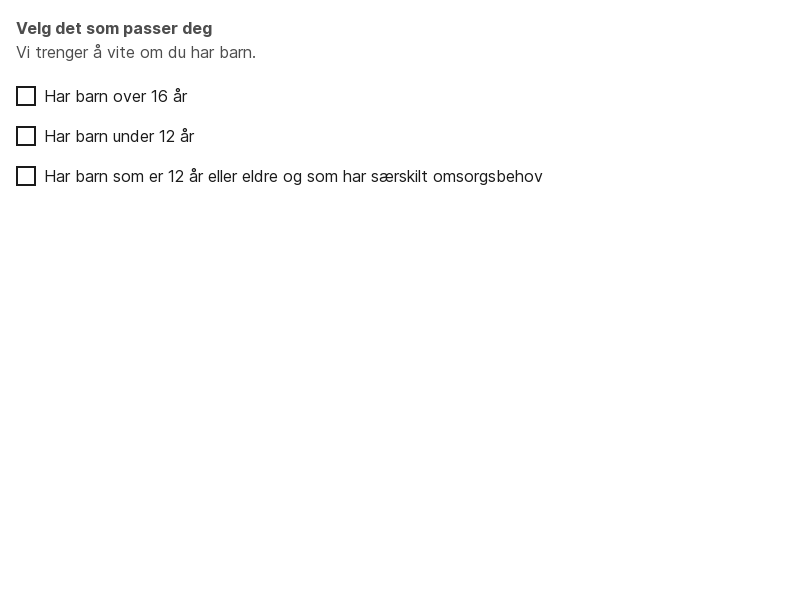 Velg det som passer deg
Vi trenger å vite om du har barn.
Har barn over 16 år
Har barn under 12 år
Har barn som er 12 år eller eldre og som har særskilt omsorgsbehov